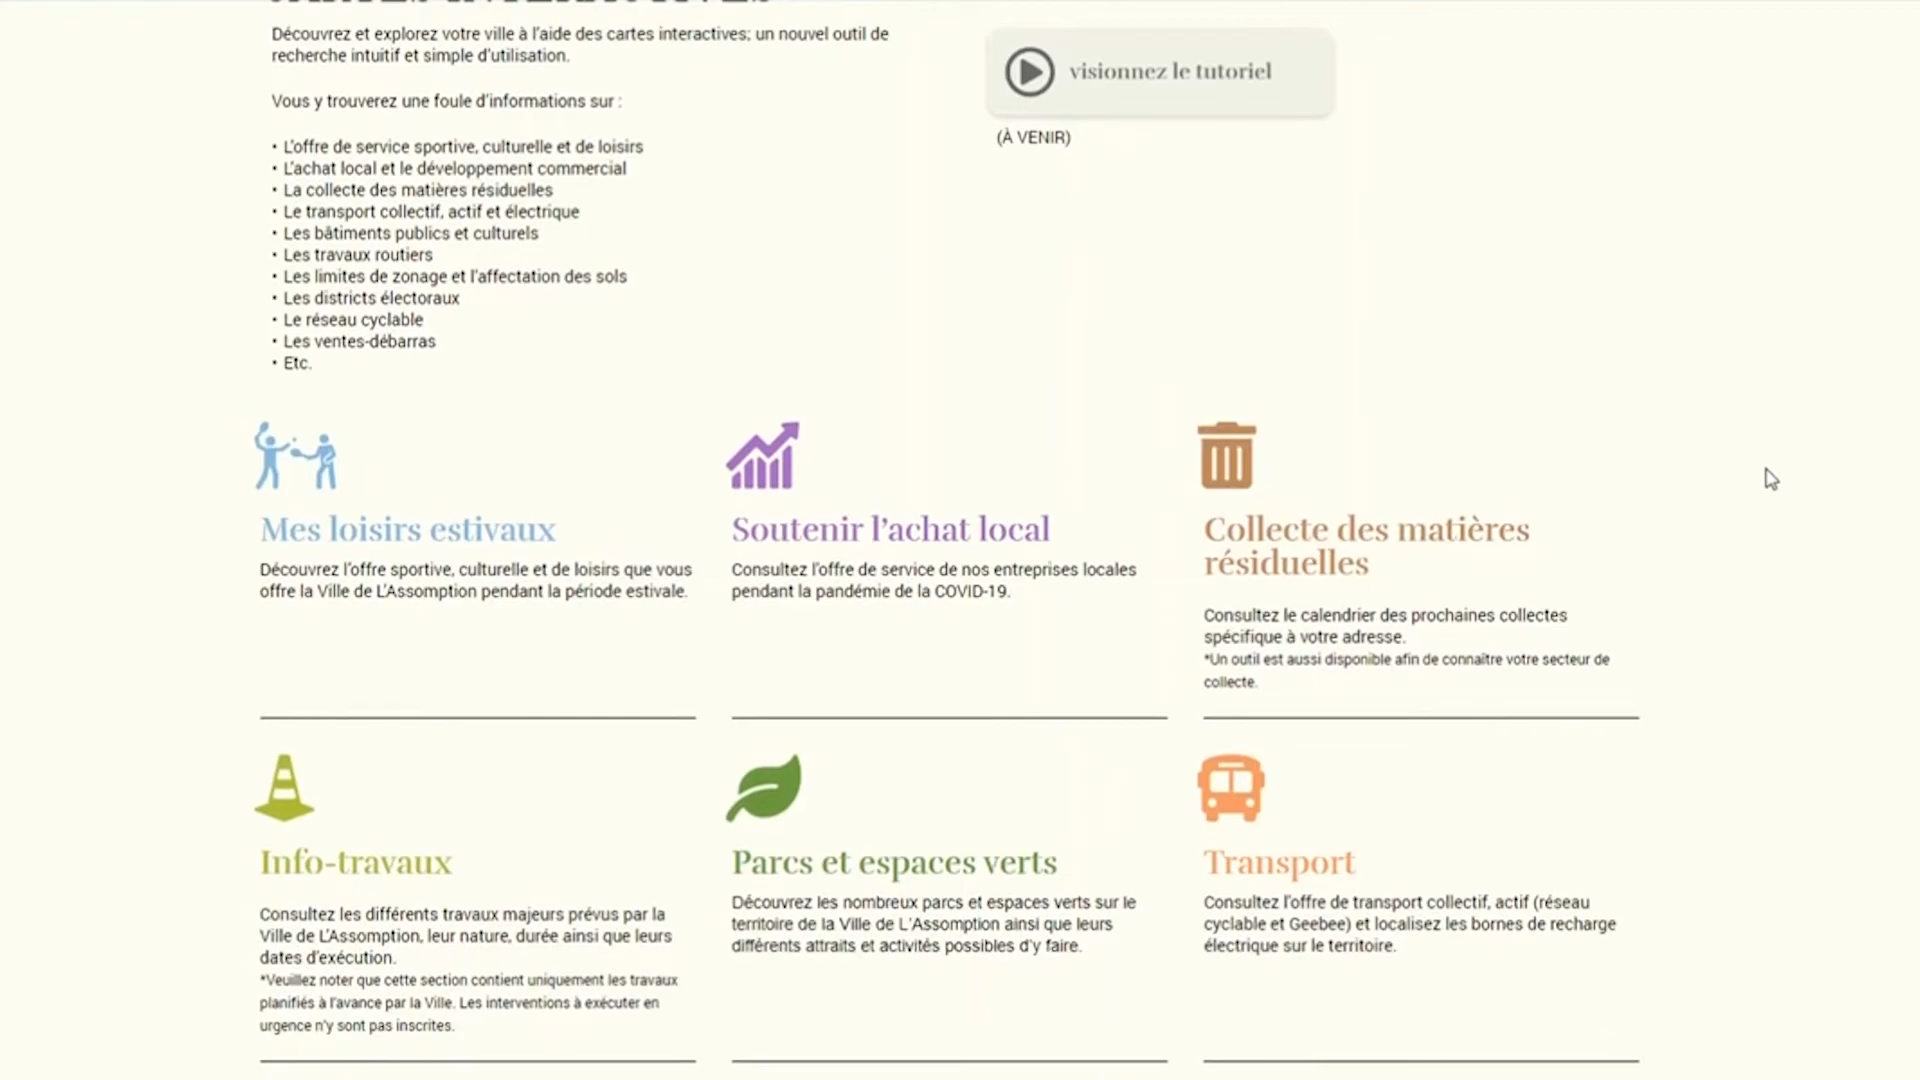 Découvrez et explorez votre ville à l'aide des cartes interactives; un nouvel outil de
recherche intuitif et simple d'utilisation.
Vous y trouverez une foule d'informations sur :
• L'offre de service sportive, culturelle et de loisirs
• L'achat local et le développement commercial
• La collecte des matières résiduelles
• Le transport collectif, actif et électrique
• Les bâtiments publics et culturels
• Les travaux routiers
• Les limites de zonage et l'affectation des sols
• Les districts électoraux
• Le réseau cyclable
• Les ventes-débarras
• Etc.
visionnez le tutoriel
(À VENIR)
Mes loisirs estivaux
Découvrez l'offre sportive, culturelle et de loisirs que vous
offre la Ville de L'Assomption pendant la période estivale.
Soutenir l'achat local
Consultez l'offre de service de nos entreprises locales
pendant la pandémie de la COVID-19.
Collecte des matières
résiduelles
Consultez le calendrier des prochaines collectes
spécifique à votre adresse.
*Un outil est aussi disponible afin de connaître votre secteur de
collecte.
Info-travaux
Consultez les différents travaux majeurs prévus par la
Ville de L'Assomption, leur nature, durée ainsi que leurs
dates d'exécution.
*Veuillez noter que cette section contient uniquement les travaux
planifiés à l'avance par la Ville. Les interventions à exécuter en
urgence n'y sont pas inscrites.
Parcs et espaces verts
Découvrez les nombreux parcs et espaces verts sur le
territoire de la Ville de L'Assomption ainsi que leurs
différents attraits et activités possibles d'y faire.
Transport
Consultez l'offre de transport collectif, actif (réseau
cyclable et Geebee) et localisez les bornes de recharge
électrique sur le territoire.